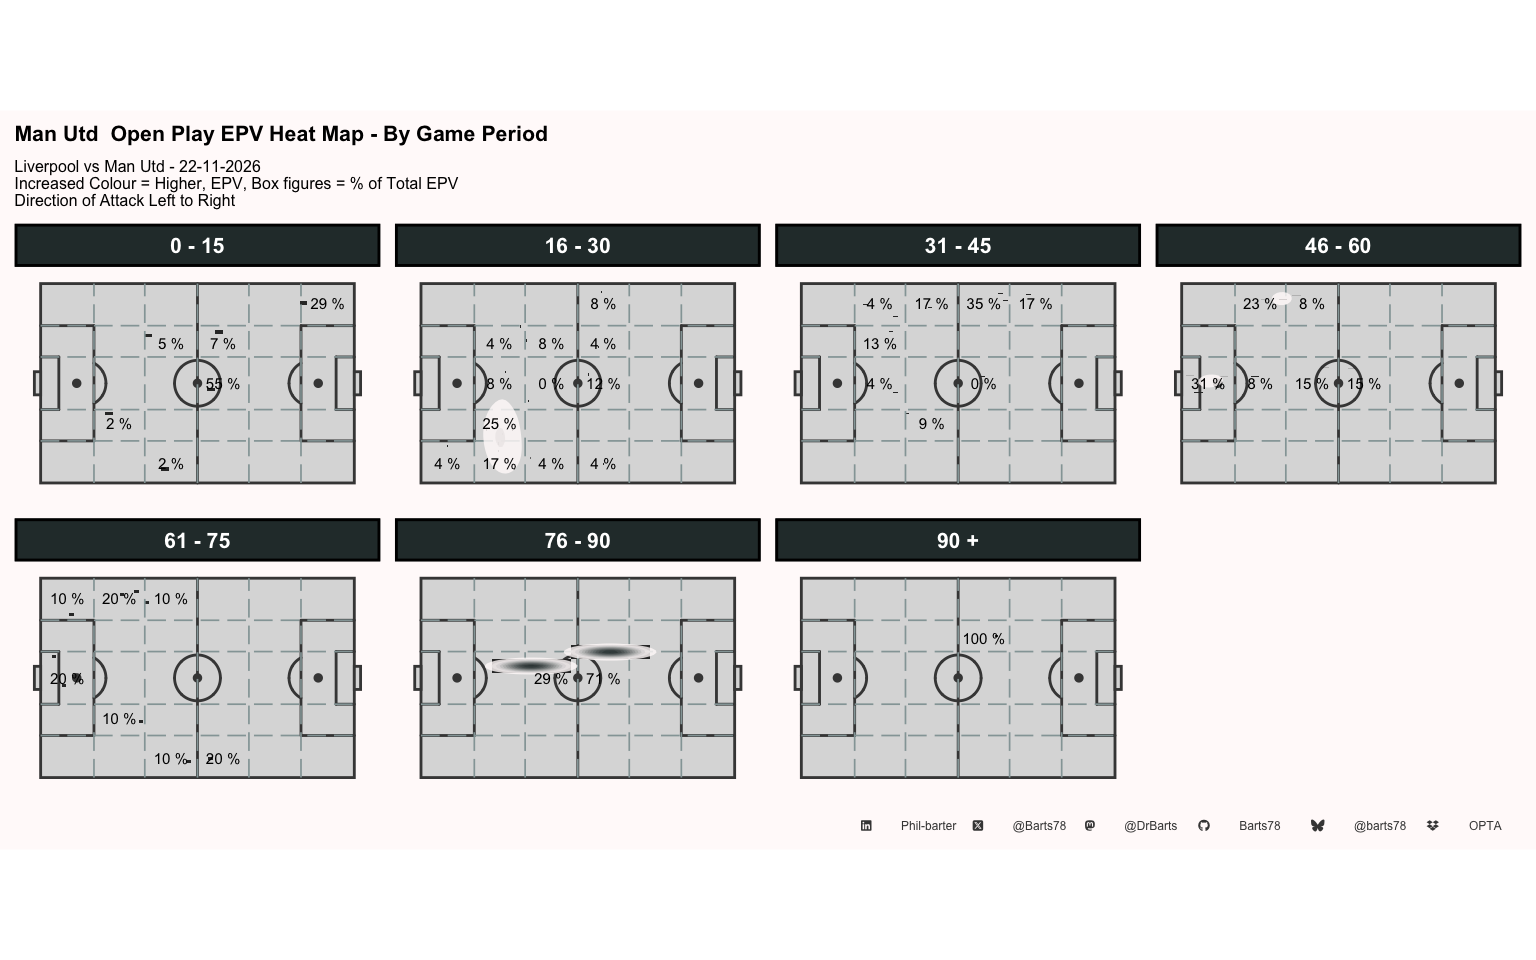 Man Utd  Open Play EPV Heat Map - By Game Period
Liverpool vs Man Utd - 22-11-2026
Increased Colour = Higher, EPV, Box figures = % of Total EPV
Direction of Attack Left to Right
0 - 15
29 %
5 % 7 %
55 %
2 %
2 %
16 - 30
8 %
4 % 8 % 4 %
8 % 0 % 12 %
25 %
4 % 17 % 4 % 4 %
31 - 45
4 % 17 % 35 % 17 %
13 %
4 % 0 %
9 %
46 - 60
23 % 8 %
31 % 8 % 15 % 15 %
61 - 75
10 % 20 % 10 %
20 %
10 %
10 % 20 %
76 - 90
29 % 71 %
90 +
100 %
Phil-barter @Barts78 @DrBarts Barts78 @barts78 OPTA